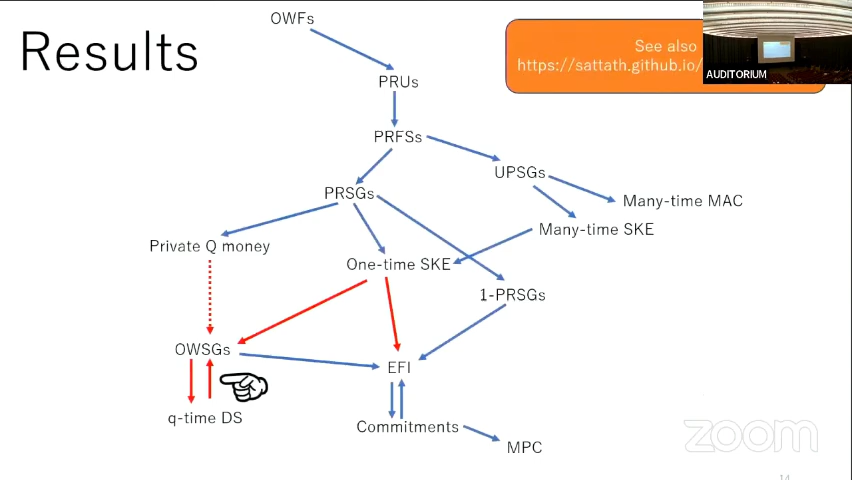 OWFs
Results
See also
https://sattath.github.io/
AUDITORIUM
PRUs
PRFSs
UPSGs
PRSGs
Many-time MAC
Many-time SKE
Private Q money
One-time SKE
1-PRSGs
OWSGs
EFI
q-time DS
Commitments
MPC
zoom
14